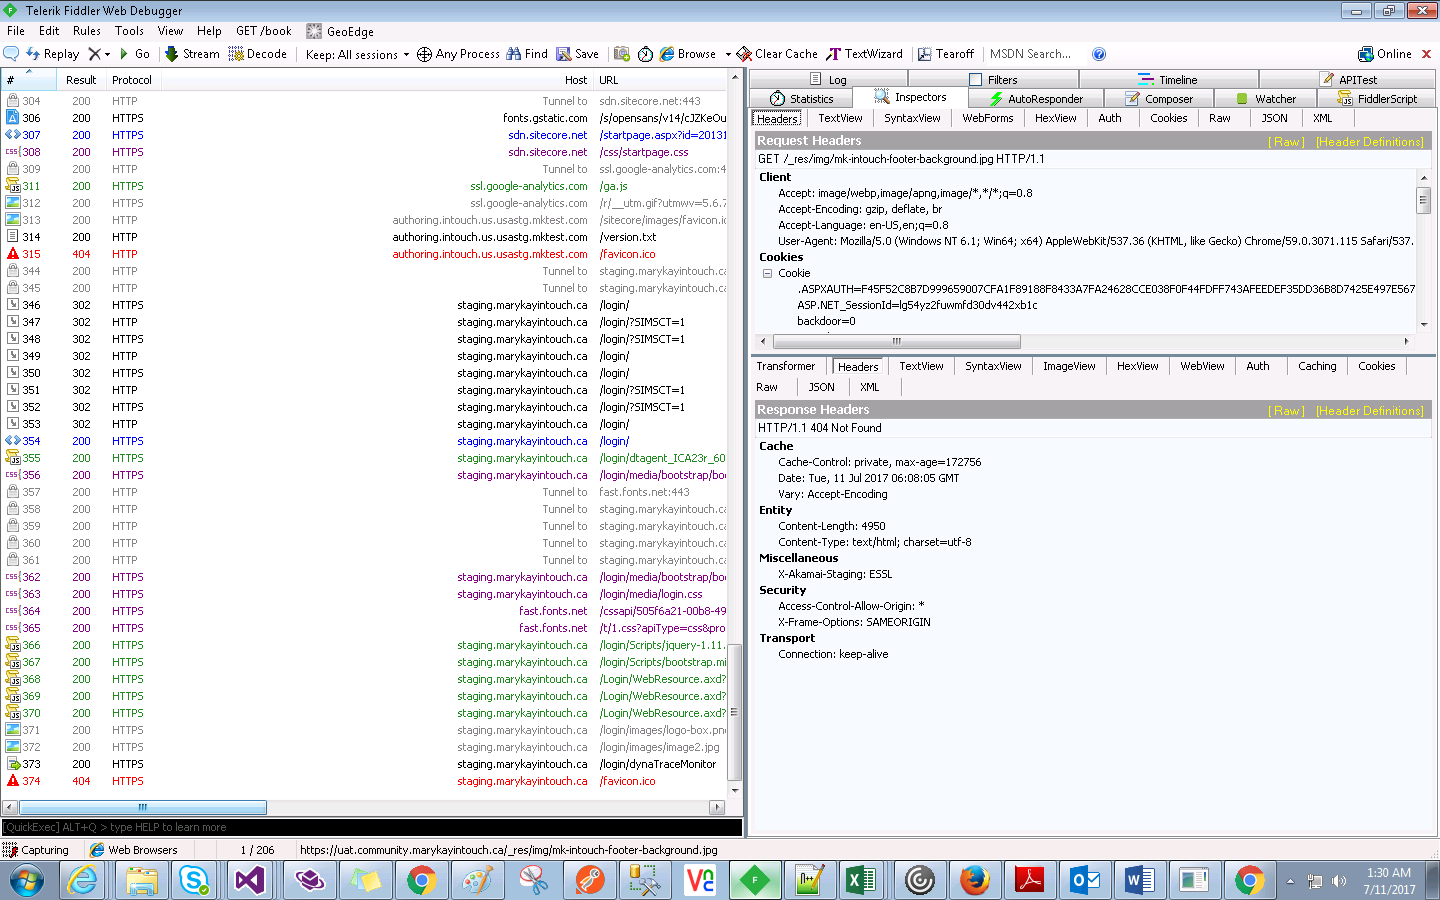 Telerik Fiddler Web Debugger
File Edit Rules Tools View Help GET /book GeoEdge
Replay Go Stream Decode Keep: All sessions Any Process Find Save Browse Clear Cache TextWizard Tearoff MSDN Search... Online
# Result Protocol Host URL
304 200 HTTP Tunnel to sdn.sitecore.net:443
306 200 HTTPS fonts.gstatic.com /s/opensans/v14/cJZKeOu
307 200 HTTPS sdn.sitecore.net /startpage.aspx?id=20131
308 200 HTTPS sdn.sitecore.net /css/startpage.css
309 200 HTTP Tunnel to ssl.google-analytics.com:4
311 200 HTTPS ssl.google-analytics.com /ga.js
312 200 HTTPS ssl.google-analytics.com /r/__utm.gif?utmwv=5.6.7
313 200 HTTP authoring.intouch.us.usastg.mktest.com /sitecore/images/favicon.ic
314 200 HTTP authoring.intouch.us.usastg.mktest.com /version.txt
315 404 HTTP authoring.intouch.us.usastg.mktest.com /favicon.ico
344 200 HTTP Tunnel to staging.marykayintouch.ca
345 200 HTTP Tunnel to staging.marykayintouch.ca
346 302 HTTPS staging.marykayintouch.ca /login/
347 302 HTTP staging.marykayintouch.ca /login/?SIMSCT=1
348 302 HTTPS staging.marykayintouch.ca /login/?SIMSCT=1
349 302 HTTP staging.marykayintouch.ca /login/
350 302 HTTPS staging.marykayintouch.ca /login/
351 302 HTTP staging.marykayintouch.ca /login/?SIMSCT=1
352 302 HTTPS staging.marykayintouch.ca /login/?SIMSCT=1
353 302 HTTP staging.marykayintouch.ca /login/
354 200 HTTPS staging.marykayintouch.ca /login/
355 200 HTTPS staging.marykayintouch.ca /login/dtagent_ICA23r_60
356 200 HTTPS staging.marykayintouch.ca /login/media/bootstrap/bo
357 200 HTTP Tunnel to fast.fonts.net:443
358 200 HTTP Tunnel to staging.marykayintouch.ca
359 200 HTTP Tunnel to staging.marykayintouch.ca
360 200 HTTP Tunnel to staging.marykayintouch.ca
361 200 HTTP Tunnel to staging.marykayintouch.ca
362 200 HTTPS staging.marykayintouch.ca /login/media/bootstrap/bo
363 200 HTTPS staging.marykayintouch.ca /login/media/login.css
364 200 HTTPS fast.fonts.net /cssapi/505f6a21-00b8-49
365 200 HTTPS fast.fonts.net /t/1.css?apiType=css&pro
366 200 HTTPS staging.marykayintouch.ca /login/Scripts/jquery-1.11.
367 200 HTTPS staging.marykayintouch.ca /login/Scripts/bootstrap.mi
368 200 HTTPS staging.marykayintouch.ca /Login/WebResource.axd?
369 200 HTTPS staging.marykayintouch.ca /Login/WebResource.axd?
370 200 HTTPS staging.marykayintouch.ca /Login/WebResource.axd?
371 200 HTTPS staging.marykayintouch.ca /login/images/logo-box.pn
372 200 HTTPS staging.marykayintouch.ca /login/images/image2.jpg
373 200 HTTPS staging.marykayintouch.ca /login/dynaTraceMonitor
374 404 HTTPS staging.marykayintouch.ca /favicon.ico
[QuickExec] ALT+Q > type HELP to learn more
Log Filters Timeline APITest
Statistics Inspectors AutoResponder Composer Watcher FiddlerScript
Headers TextView SyntaxView WebForms HexView Auth Cookies Raw JSON XML
Request Headers [ Raw ] [Header Definitions]
GET /_res/img/mk-intouch-footer-background.jpg HTTP/1.1
Client
Accept: image/webp,image/apng,image/*,*/*;q=0.8
Accept-Encoding: gzip, deflate, br
Accept-Language: en-US,en;q=0.8
User-Agent: Mozilla/5.0 (Windows NT 6.1; Win64; x64) AppleWebKit/537.36 (KHTML, like Gecko) Chrome/59.0.3071.115 Safari/537.
Cookies
Cookie
.ASPXAUTH=F45F52C8B7D999659007CFA1F89188F8433A7FA24628CCE038F0F44FDFF743AFEEDEF35DD36B8D7425E497E567
ASP.NET_SessionId=lg54yz2fuwmfd30dv442xb1c
backdoor=0
Transformer Headers TextView SyntaxView ImageView HexView WebView Auth Caching Cookies
Raw JSON XML
Response Headers [ Raw ] [Header Definitions]
HTTP/1.1 404 Not Found
Cache
Cache-Control: private, max-age=172756
Date: Tue, 11 Jul 2017 06:08:05 GMT
Vary: Accept-Encoding
Entity
Content-Length: 4950
Content-Type: text/html; charset=utf-8
Miscellaneous
X-Akamai-Staging: ESSL
Security
Access-Control-Allow-Origin: *
X-Frame-Options: SAMEORIGIN
Transport
Connection: keep-alive
Capturing Web Browsers 1 / 206 https://uat.community.marykayintouch.ca/_res/img/mk-intouch-footer-background.jpg
1:30 AM
7/11/2017